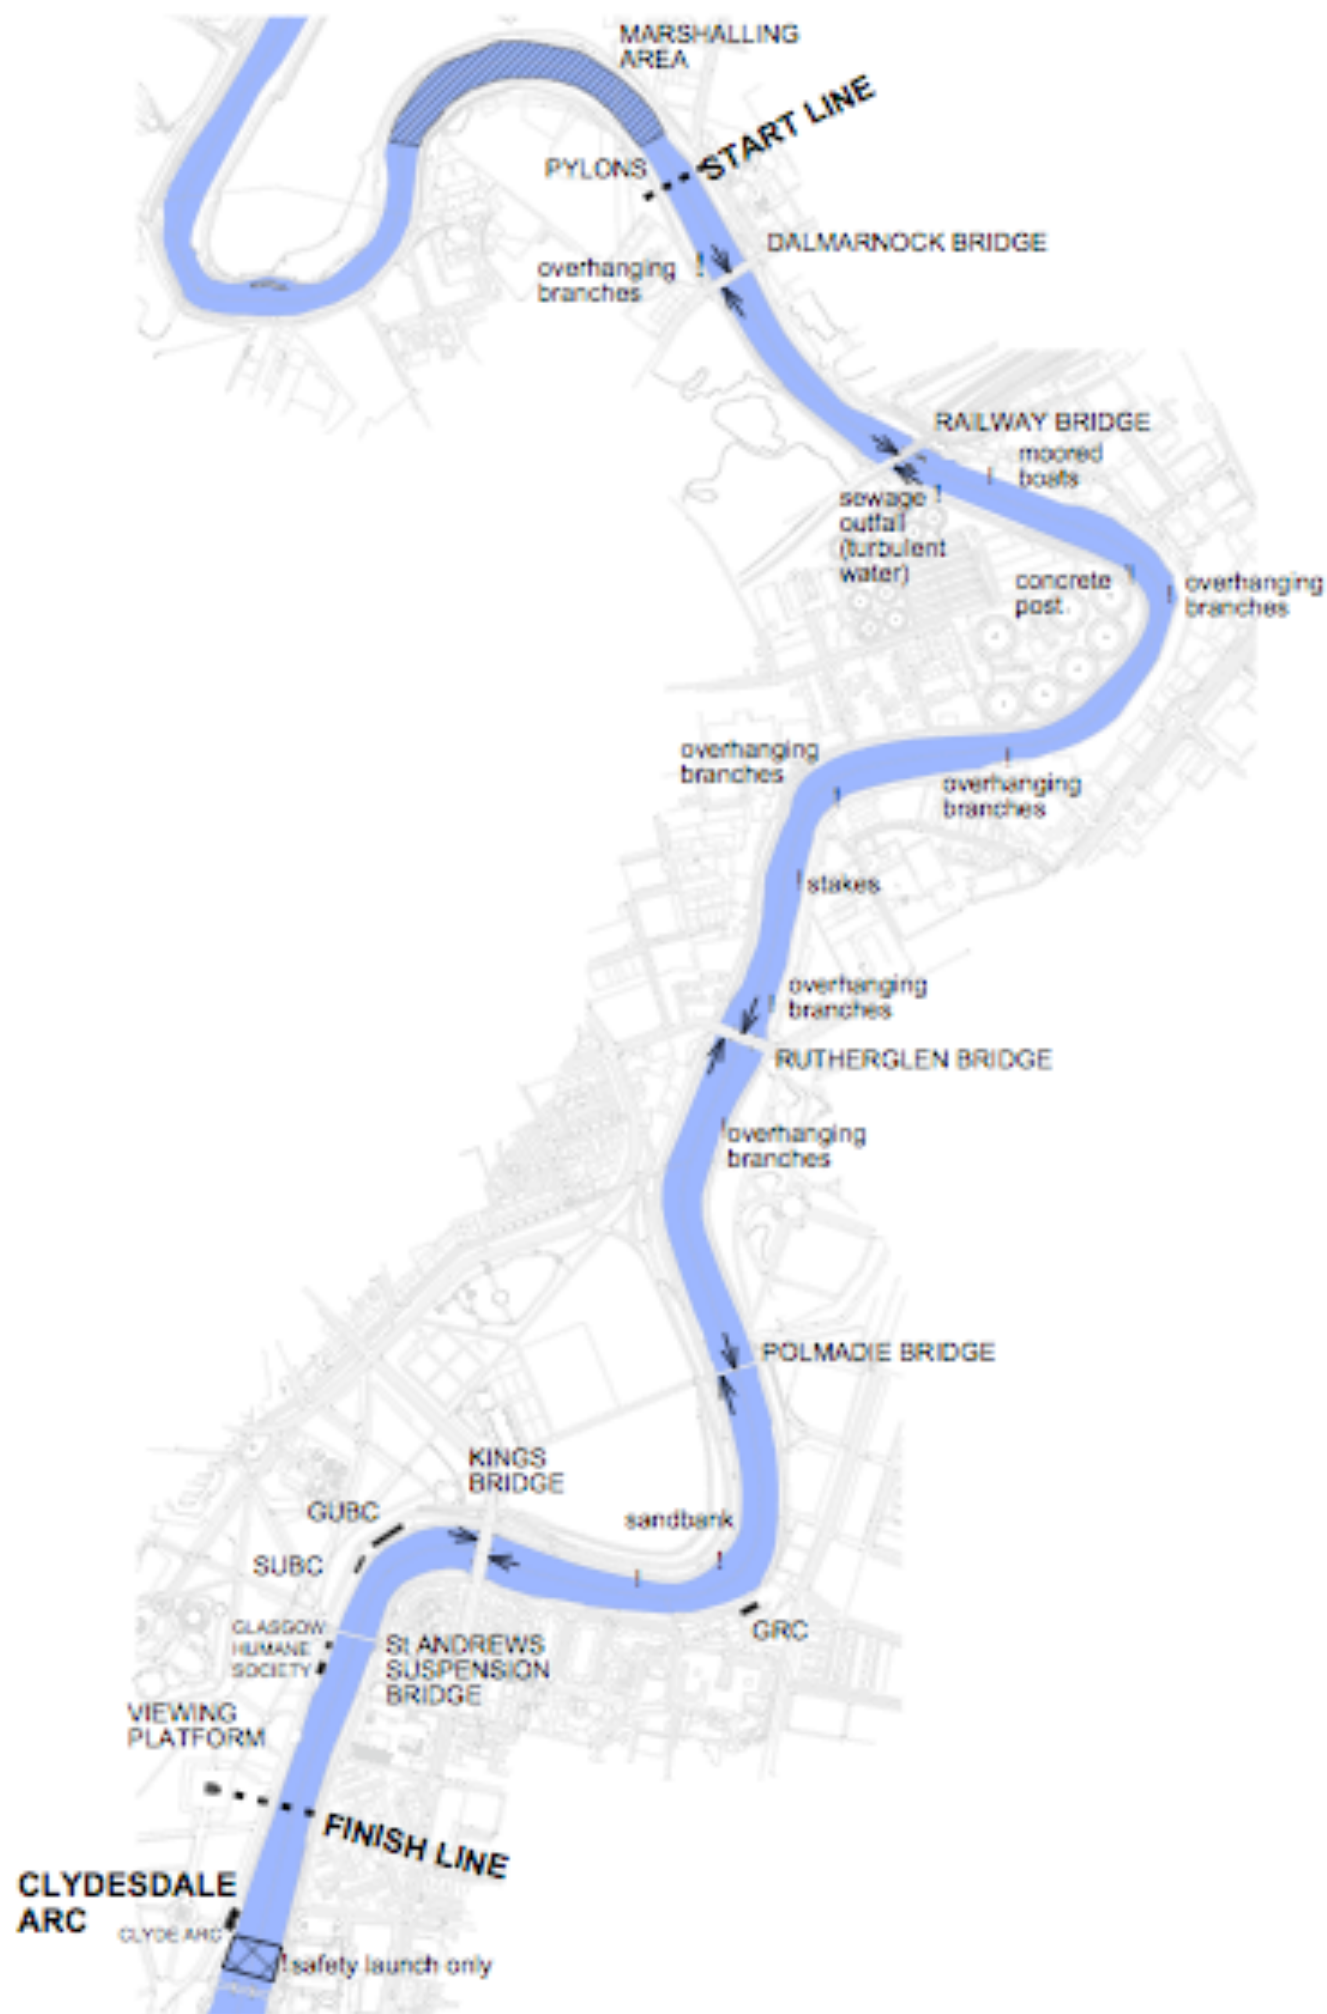 MARSHALLING
AREA
START LINE
PYLONS
DALMARNOCK BRIDGE
overhanging
branches
RAILWAY BRIDGE
moored
boats
sewage
outfall
(turbulent
water)
concrete
post
overhanging
branches
overhanging
branches
overhanging
branches
stakes
overhanging
branches
RUTHERGLEN BRIDGE
overhanging
branches
POLMADIE BRIDGE
KINGS
BRIDGE
GUBC
sandbank
SUBC
GLASGOW
HUMANE
SOCIETY
GRC
St ANDREWS
SUSPENSION
BRIDGE
VIEWING
PLATFORM
FINISH LINE
CLYDESDALE
ARC
CLYDE ARC
! safety launch only